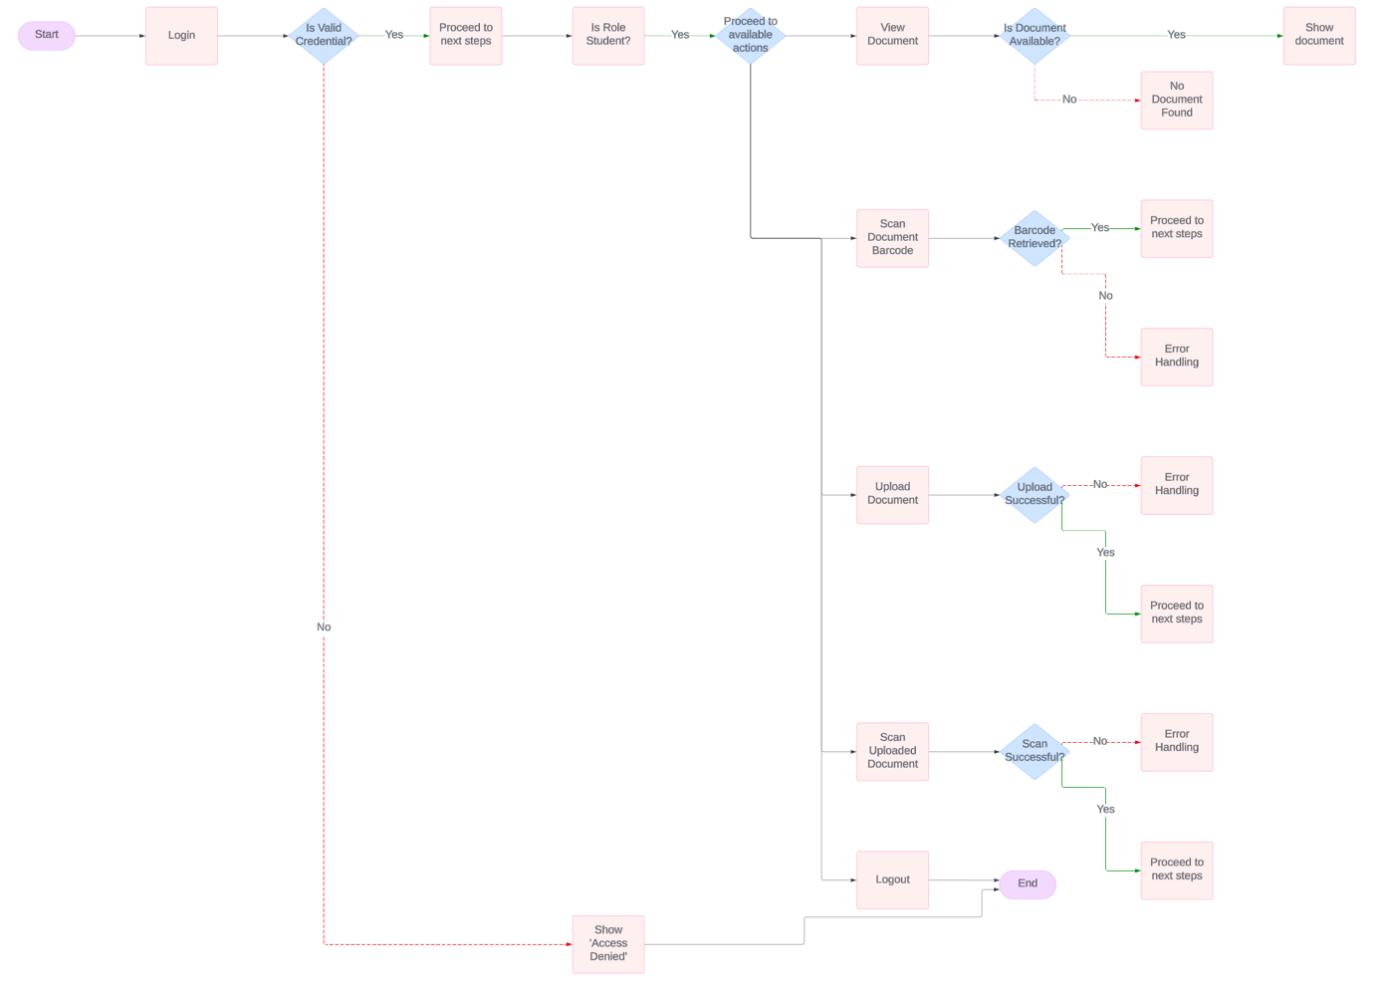 Start
Login
Is Valid
Credential?
Yes
Proceed to
next steps
Is Role
Student?
Yes
Proceed to
available
actions
View
Document
Is Document
Available?
Yes
Show
document
No
No
Document
Found
Scan
Document
Barcode
Barcode
Retrieved?
Yes
Proceed to
next steps
No
Error
Handling
Upload
Document
Upload
Successful?
No
Error
Handling
Yes
Proceed to
next steps
No
Scan
Uploaded
Document
Scan
Successful?
No
Error
Handling
Yes
Proceed to
next steps
Logout
End
Show
'Access
Denied'